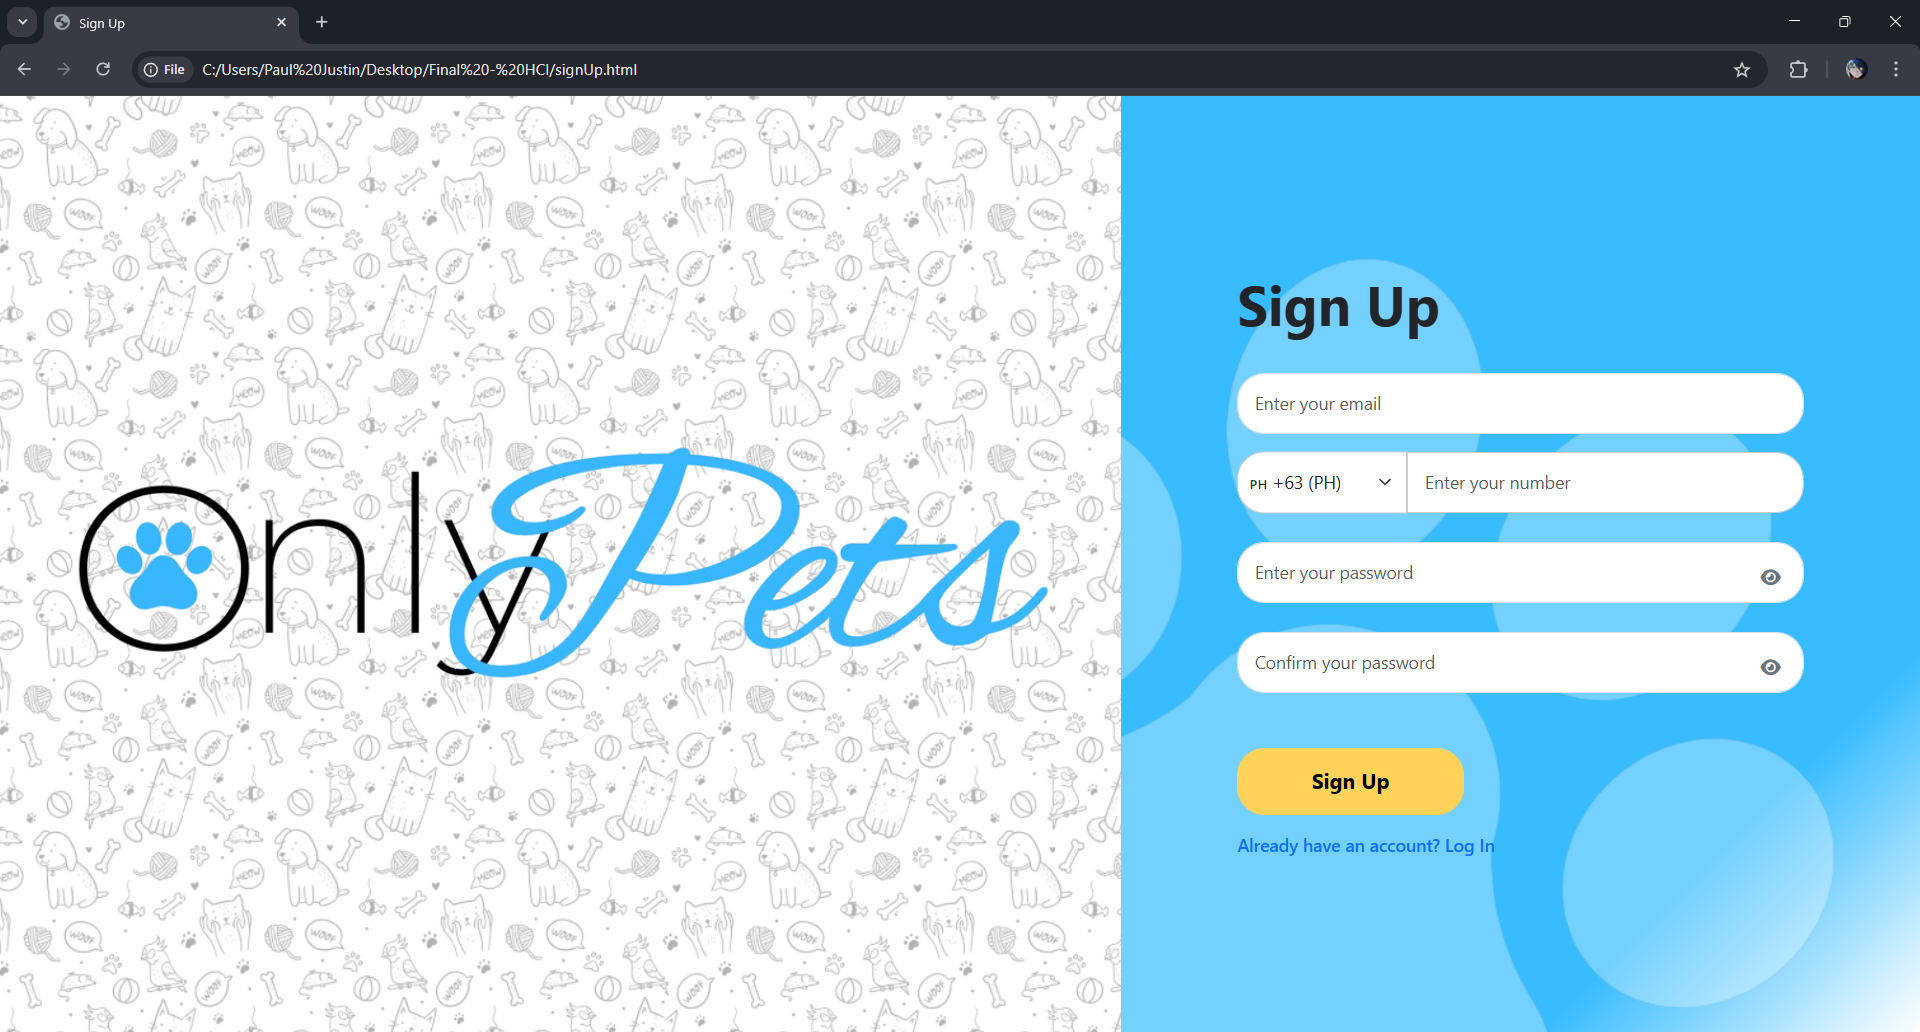 Sign Up
File
C:/Users/Paul%20Justin/Desktop/Final%20-%20HCI/signUp.html
MEOW
WOOF
OnlyPets
Sign Up
Enter your email
PH +63 (PH)
Enter your number
Enter your password
Confirm your password
Sign Up
Already have an account? Log In